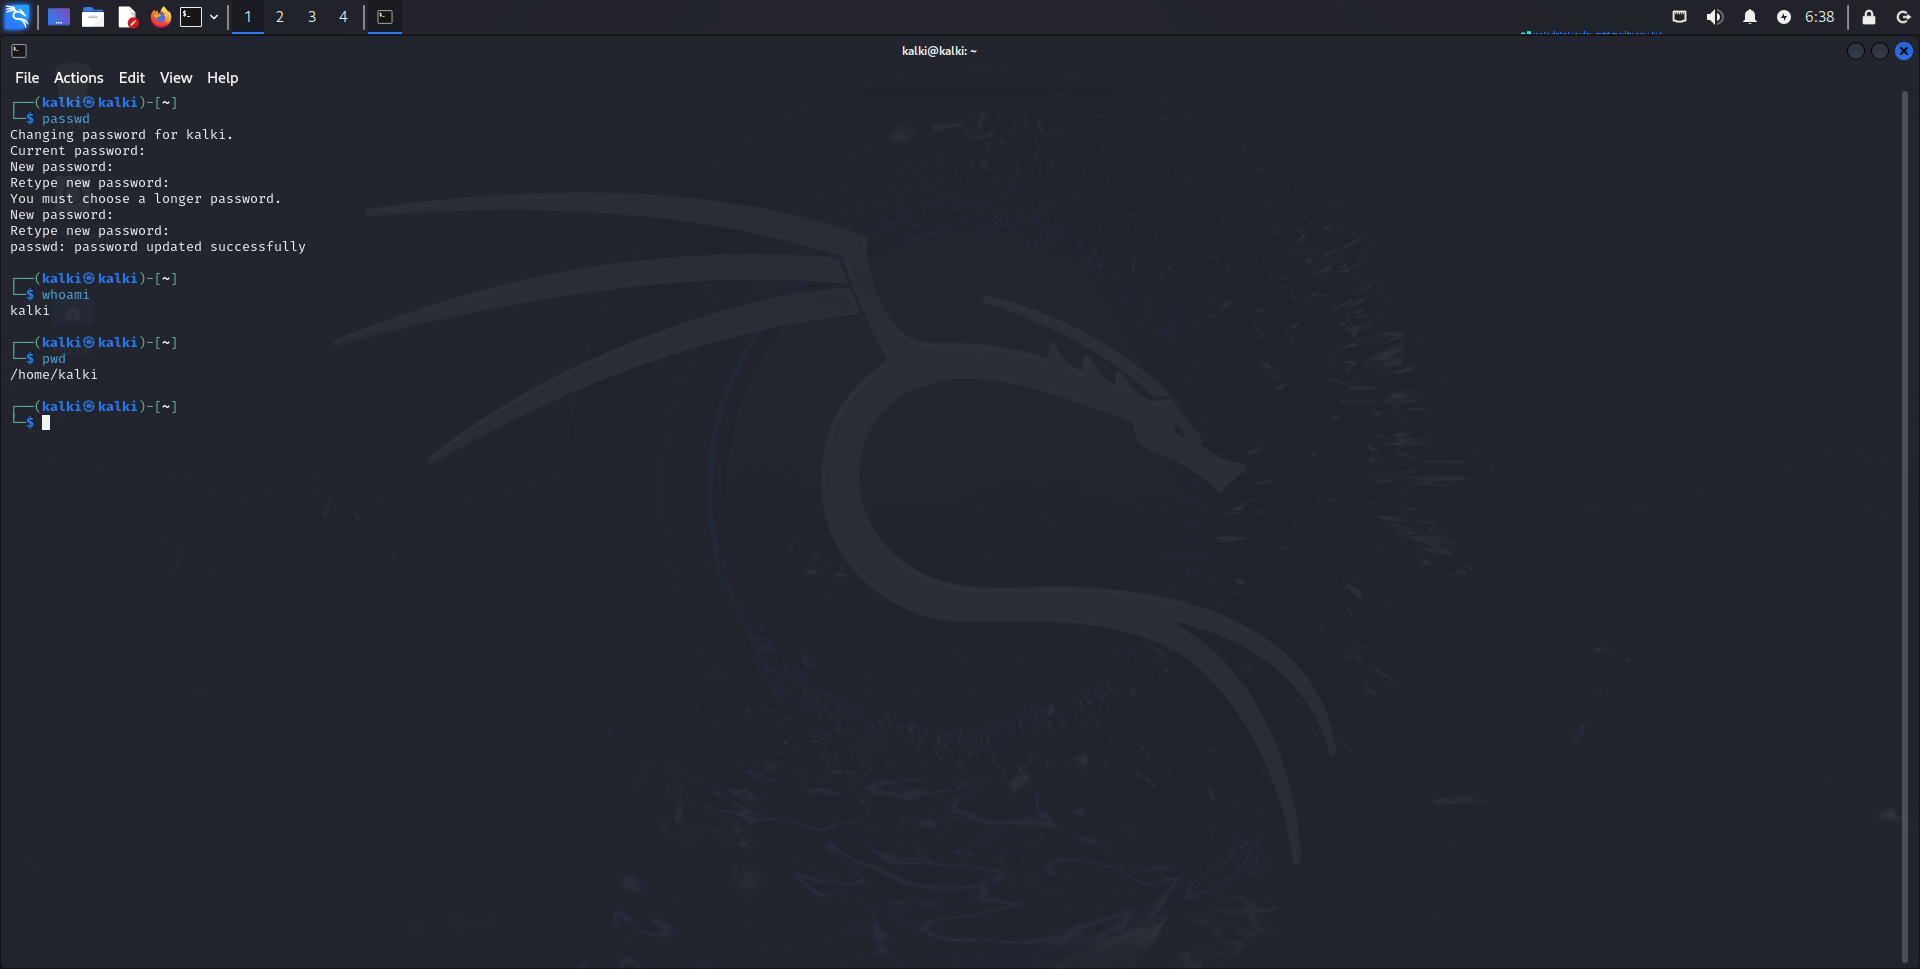 1 2 3 4 6:38
kalki@kalki: ~
File Actions Edit View Help
┌──(kalki㉿kalki)-[~]
└─$ passwd
Changing password for kalki.
Current password:
New password:
Retype new password:
You must choose a longer password.
New password:
Retype new password:
passwd: password updated successfully
┌──(kalki㉿kalki)-[~]
└─$ whoami
kalki
┌──(kalki㉿kalki)-[~]
└─$ pwd
/home/kalki
┌──(kalki㉿kalki)-[~]
└─$